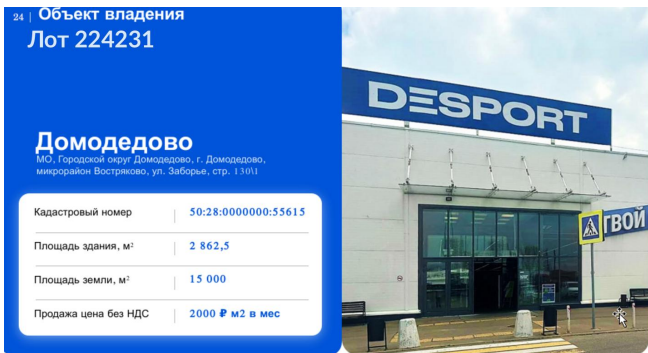 24 | Объект владения
Лот 224231
Домодедово
МО, Городской округ Домодедово, г. Домодедово,
микрорайон Востряково, ул. Заборье, стр. 130\1
Кадастровый номер 50:28:0000000:55615
Площадь здания, м² 2 862,5
Площадь земли, м² 15 000
Продажа цена без НДС 2000 ₽ м2 в мес
DESPORT
ТВОЙ